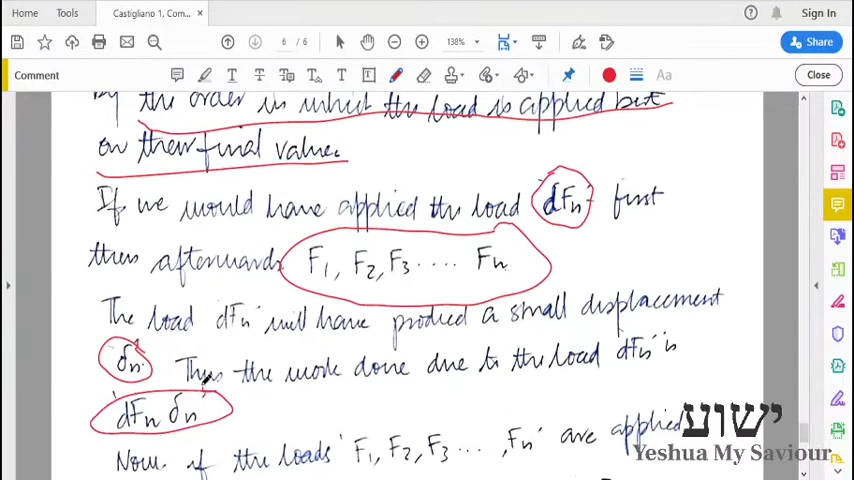 Home Tools Castigliano 1, Com... × Sign In
6 / 6 138% Share
Comment Aa Close
by the order in which the load is applied but
on their final value.
If we would have applied the load 'dFn' first
then afterwards F1, F2, F3 .... Fn.
The load 'dFn' will have produced a small displacement
'δn'. Thus the work done due to the load 'dFn' is
'dFn δn'
Now if the loads 'F1, F2, F3 ..., Fn' are applied
ישוע
Yeshua My Saviour